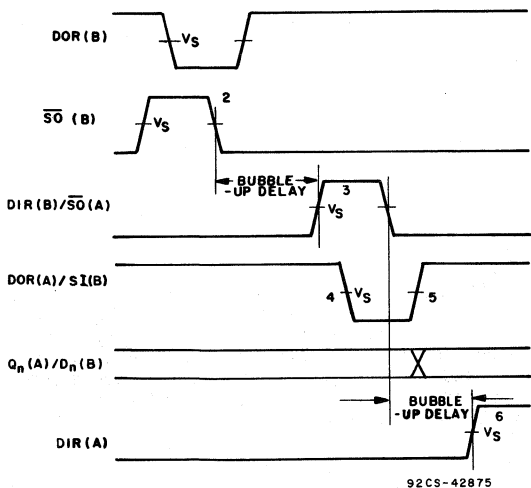 DOR(B)
VS
SO (B)
VS
2
BUBBLE
-UP DELAY
DIR(B)/SO(A)
3
VS
DOR(A)/SI(B)
4
VS
5
Qn(A)/Dn(B)
BUBBLE
-UP DELAY
DIR(A)
6
VS
92CS-42875